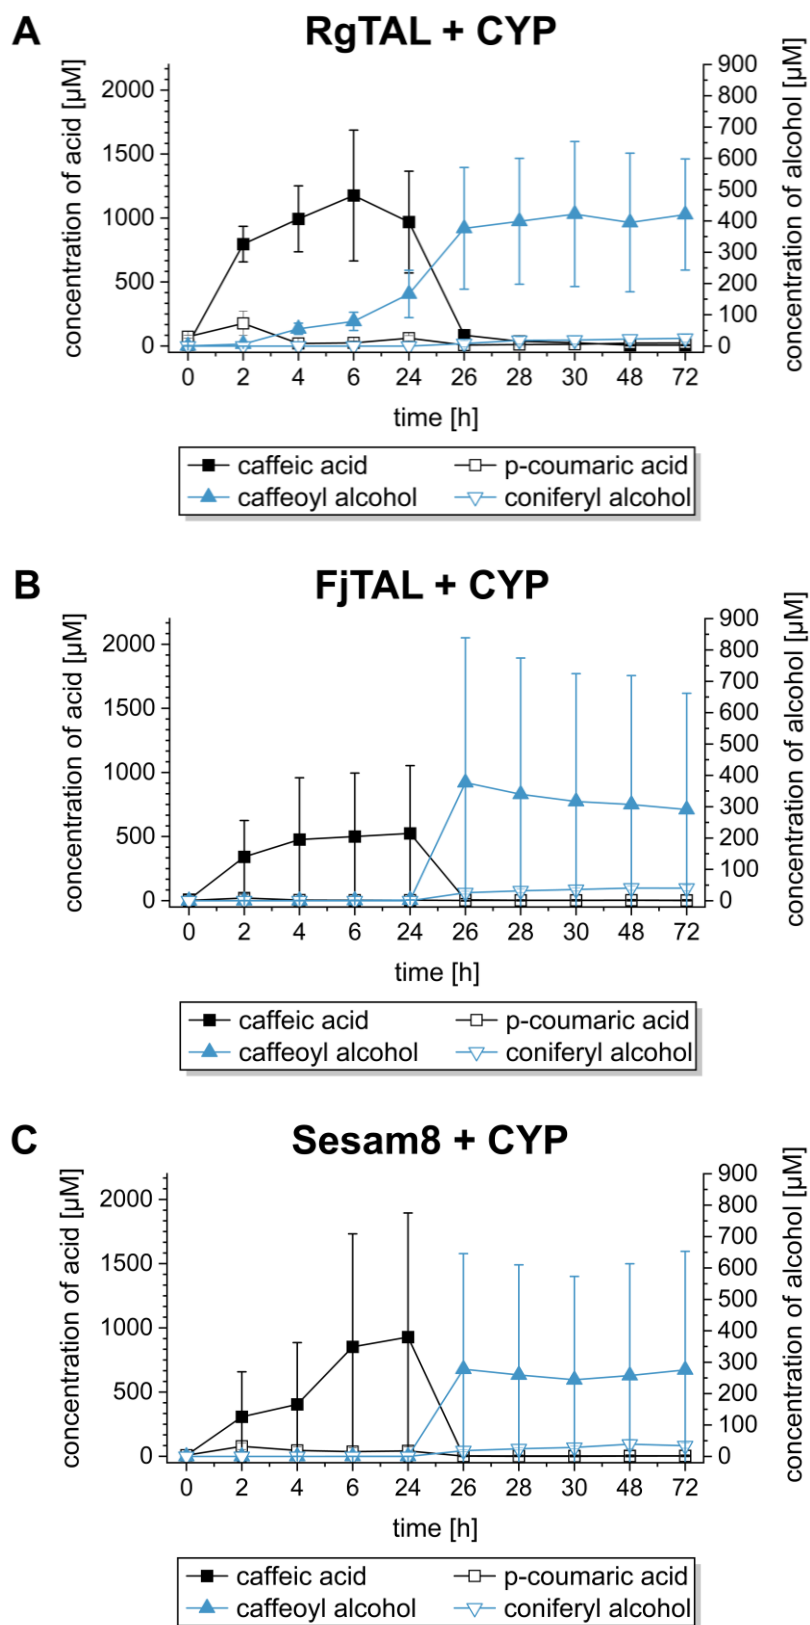 A
RgTAL + CYP
concentration of acid [µM]
2000
1500
1000
500
0
900
800
700
600
500
400
300
200
100
0
concentration of alcohol [µM]
0 2 4 6 24 26 28 30 48 72
time [h]
caffeic acid p-coumaric acid
caffeoyl alcohol coniferyl alcohol
B
FjTAL + CYP
concentration of acid [µM]
2000
1500
1000
500
0
900
800
700
600
500
400
300
200
100
0
concentration of alcohol [µM]
0 2 4 6 24 26 28 30 48 72
time [h]
caffeic acid p-coumaric acid
caffeoyl alcohol coniferyl alcohol
C
Sesam8 + CYP
concentration of acid [µM]
2000
1500
1000
500
0
900
800
700
600
500
400
300
200
100
0
concentration of alcohol [µM]
0 2 4 6 24 26 28 30 48 72
time [h]
caffeic acid p-coumaric acid
caffeoyl alcohol coniferyl alcohol